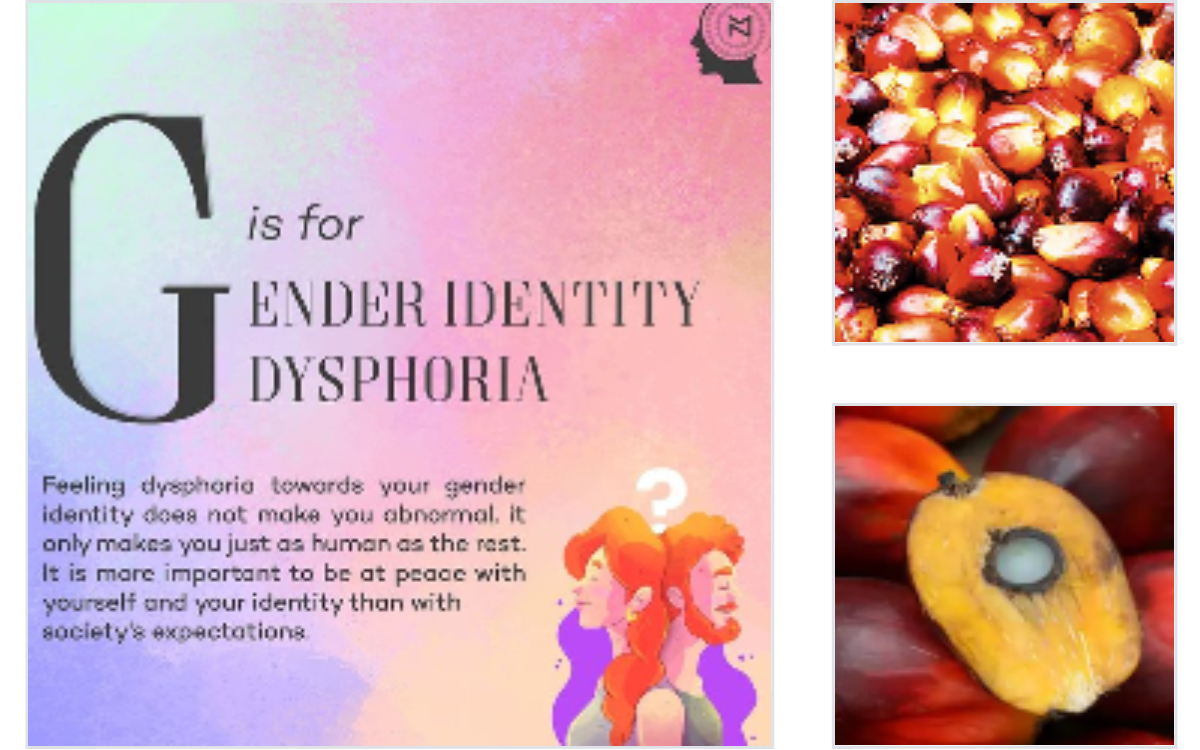 G is for
ENDER IDENTITY
DYSPHORIA
Feeling dysphoria towards your gender
identity does not make you abnormal. it
only makes you just as human as the rest.
It is more important to be at peace with
yourself and your identity than with
society's expectations.
?